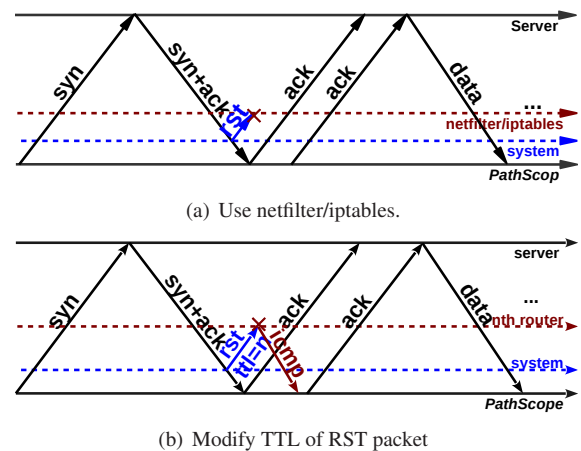 Server
syn
syn+ack
rst
ack
ack
data
...
netfilter/iptables
system
PathScop
(a) Use netfilter/iptables.
server
syn
syn+ack
rst
ttl=n
icmp
ack
ack
data
...
nth router
system
PathScope
(b) Modify TTL of RST packet